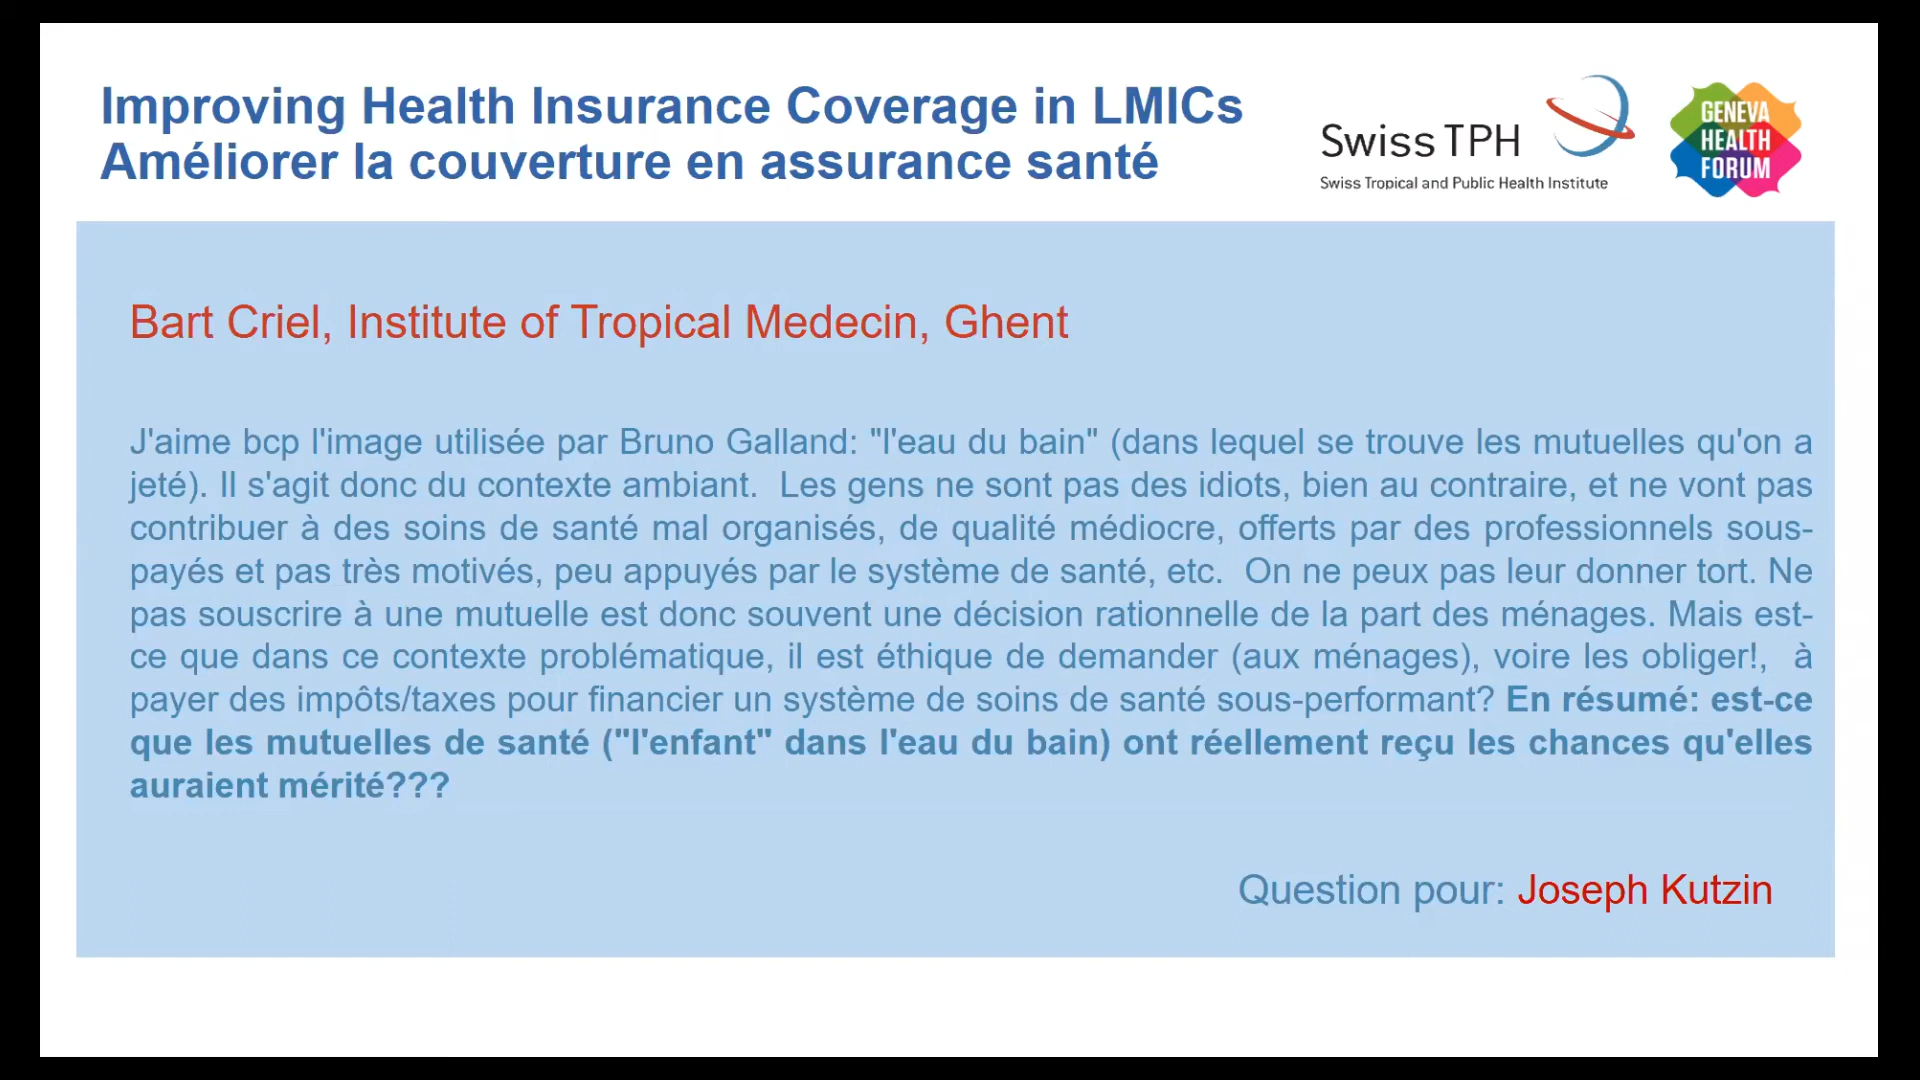 Improving Health Insurance Coverage in LMICs
Améliorer la couverture en assurance santé
Swiss TPH
Swiss Tropical and Public Health Institute
GENEVA
HEALTH
FORUM
Bart Criel, Institute of Tropical Medecin, Ghent
J'aime bcp l'image utilisée par Bruno Galland: "l'eau du bain" (dans lequel se trouve les mutuelles qu'on a
jeté). Il s'agit donc du contexte ambiant. Les gens ne sont pas des idiots, bien au contraire, et ne vont pas
contribuer à des soins de santé mal organisés, de qualité médiocre, offerts par des professionnels sous-
payés et pas très motivés, peu appuyés par le système de santé, etc. On ne peux pas leur donner tort. Ne
pas souscrire à une mutuelle est donc souvent une décision rationnelle de la part des ménages. Mais est-
ce que dans ce contexte problématique, il est éthique de demander (aux ménages), voire les obliger!, à
payer des impôts/taxes pour financier un système de soins de santé sous-performant? En résumé: est-ce
que les mutuelles de santé ("l'enfant" dans l'eau du bain) ont réellement reçu les chances qu'elles
auraient mérité???
Question pour: Joseph Kutzin